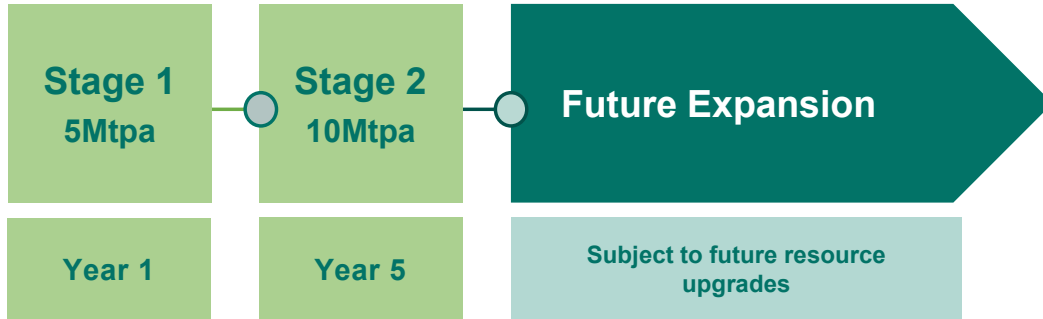 Stage 1
5Mtpa
Stage 2
10Mtpa
Future Expansion
Year 1
Year 5
Subject to future resource
upgrades